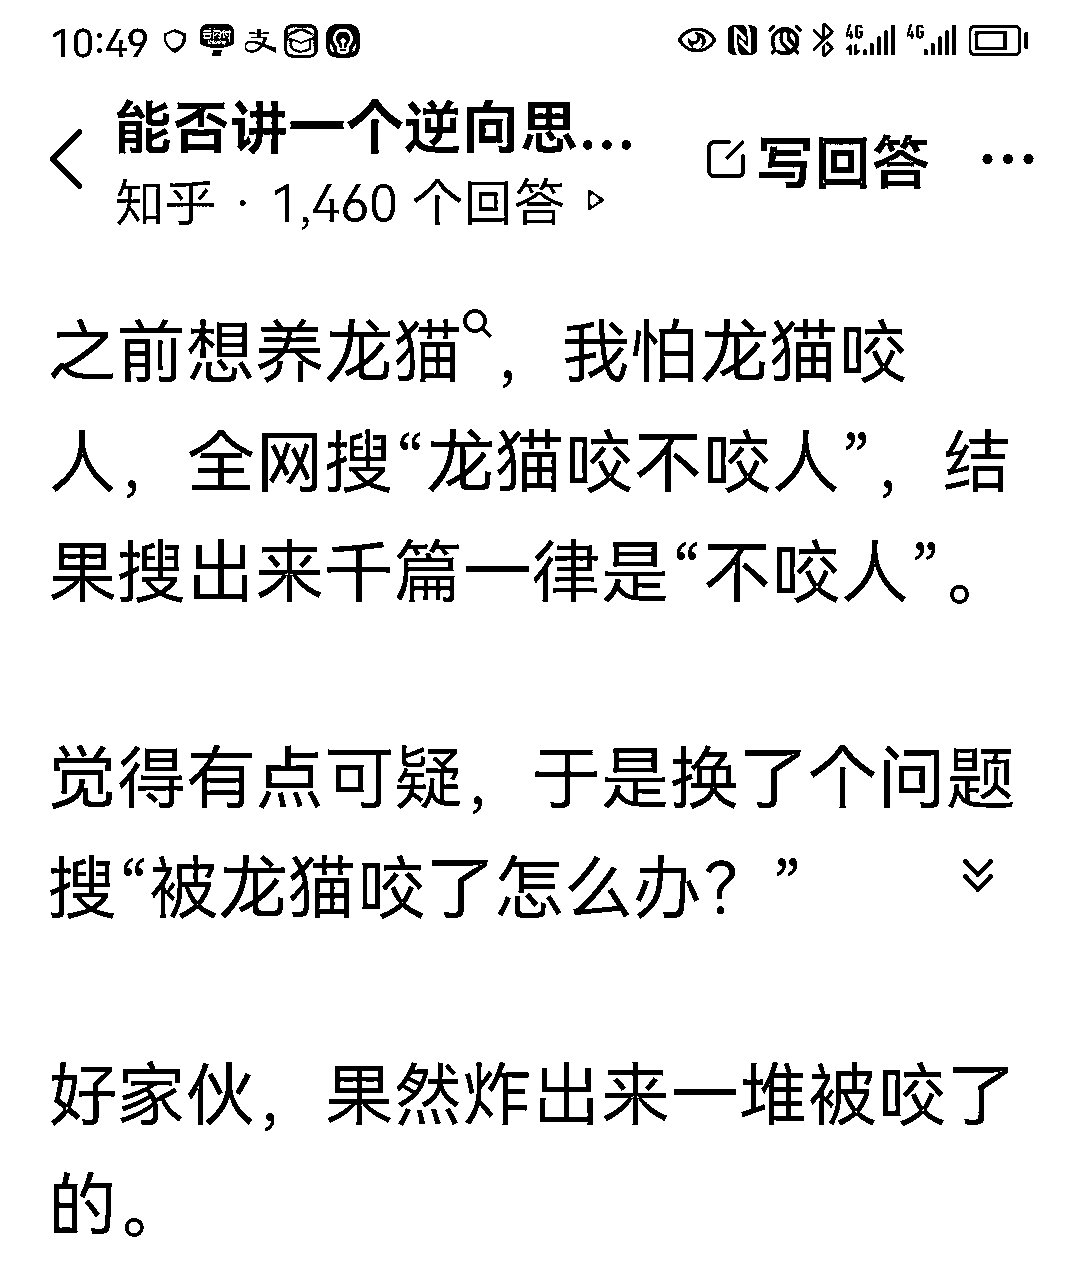 10:49 支 4G 4G
能否讲一个逆向思... 写回答 ...
知乎 · 1,460 个回答
之前想养龙猫，我怕龙猫咬
人，全网搜“龙猫咬不咬人”，结
果搜出来千篇一律是“不咬人”。
觉得有点可疑，于是换了个问题
搜“被龙猫咬了怎么办？”
好家伙，果然炸出来一堆被咬了
的。